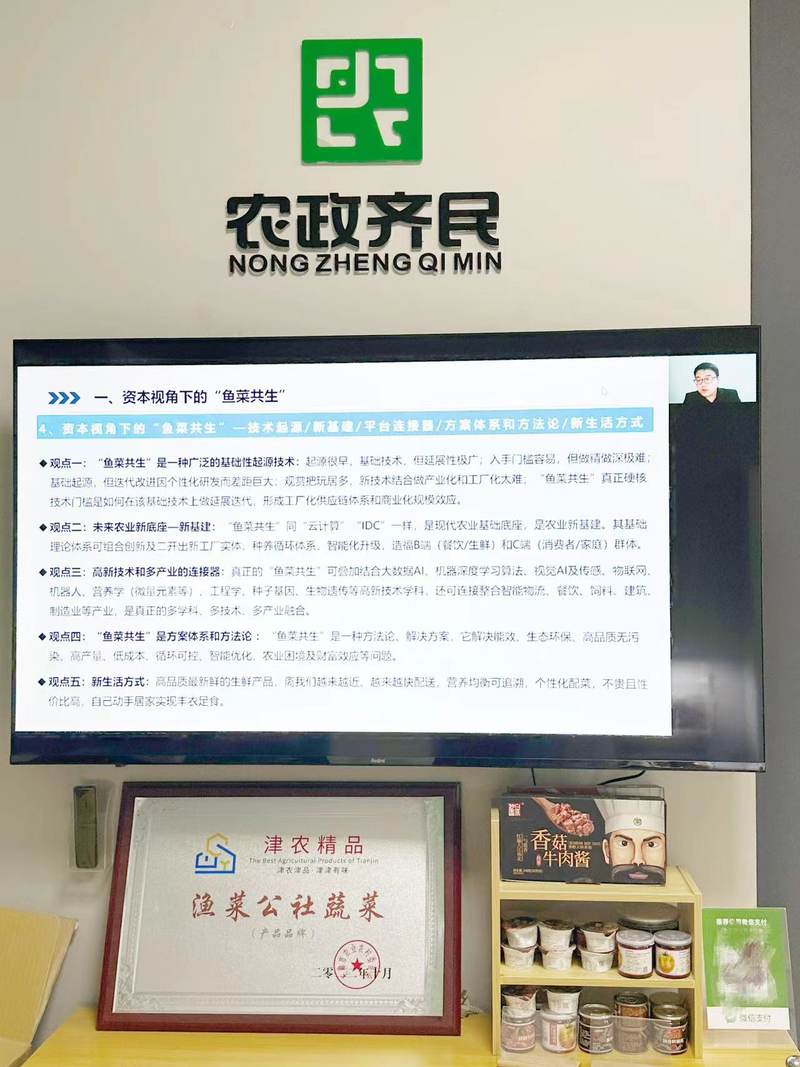 农政齐民
NONG ZHENG QI MIN
一、资本视角下的“鱼菜共生”
4、资本视角下的“鱼菜共生”—技术起源/新基建/平台连接器/方案体系和方法论/新生活方式
◆观点一：“鱼菜共生”是一种广泛的基础性起源技术：起源很早，基础技术，但延展性极广；入手门槛容易，但做精做深极难；
基础起源，但迭代改进因个性化研发而差距巨大；观赏把玩居多，新技术结合做产业化和工厂化太难；“鱼菜共生”真正硬核
技术门槛是如何在该基础技术上做延展迭代，形成工厂化供应链体系和商业化规模效应。
◆观点二：未来农业新底座—新基建：“鱼菜共生”同“云计算”“IDC”一样，是现代农业基础底座，是农业新基建。其基础
理论体系可组合创新及二开出新工厂实体、种养循环体系、智能化升级，造福B端（餐饮/生鲜）和C端（消费者/家庭）群体。
◆观点三：高新技术和多产业的连接器：真正的“鱼菜共生”可叠加结合大数据AI、机器深度学习算法、视觉AI及传感、物联网、
机器人、营养学（微量元素等）、工程学、种子基因、生物遗传等高新技术学科，还可连接整合智能物流、餐饮、饲料、建筑、
制造业等产业，是真正的多学科、多技术、多产业融合。
◆观点四：“鱼菜共生”是方案体系和方法论：“鱼菜共生”是一种方法论、解决方案，它解决能效、生态环保、高品质无污
染、高产量、低成本、循环可控、智能优化、农业困境及财富效应等问题。
◆观点五：新生活方式：高品质最新鲜的生鲜产品，离我们越来越近，越来越快配送，营养均衡可追溯，个性化配菜，不贵且性
价比高，自己动手居家实现丰衣足食。
Redmi
津农精品
The Best Agricultural Products of Tianjin
津农津品·津津有味
渔菜公社蔬菜
（产品品牌）
二零二二年十月
香菇
牛肉酱
推荐使用微信支付
微信支付